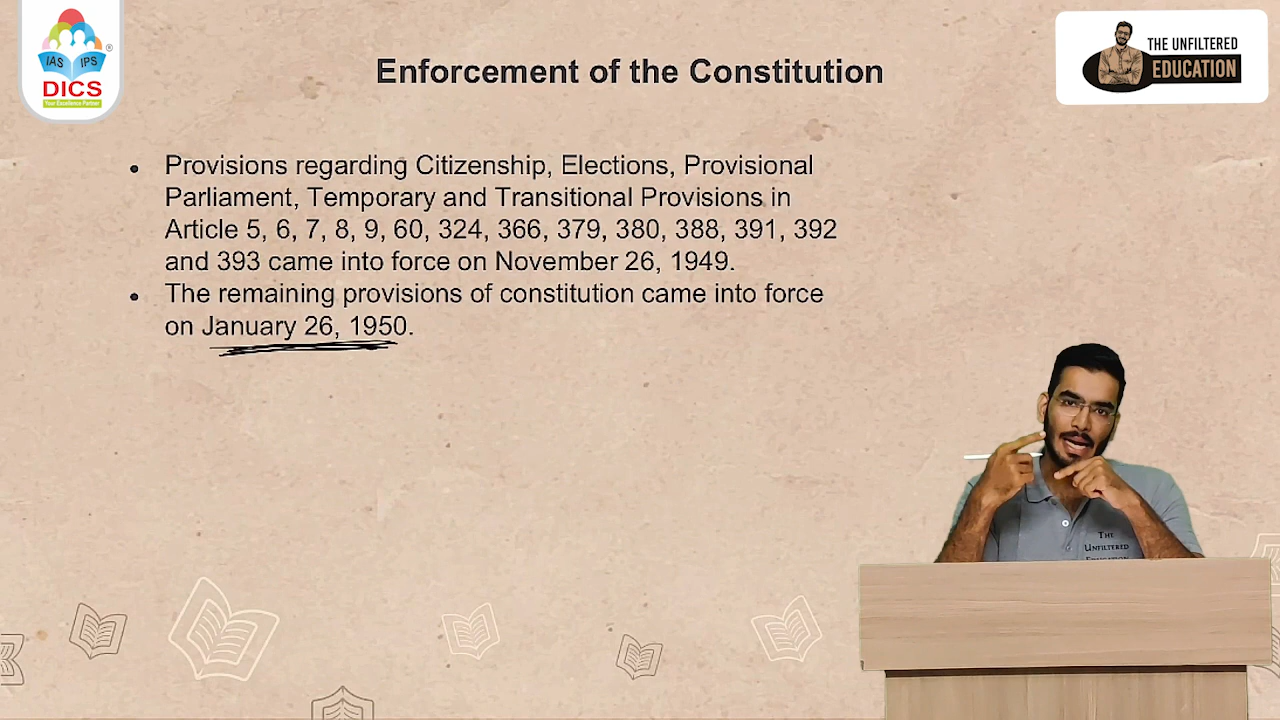 IAS IPS
DICS
Your Excellence Partner
®
Enforcement of the Constitution
THE UNFILTERED
EDUCATION
• Provisions regarding Citizenship, Elections, Provisional
Parliament, Temporary and Transitional Provisions in
Article 5, 6, 7, 8, 9, 60, 324, 366, 379, 380, 388, 391, 392
and 393 came into force on November 26, 1949.
• The remaining provisions of constitution came into force
on January 26, 1950.
THE
UNFILTERED
EDUCATION